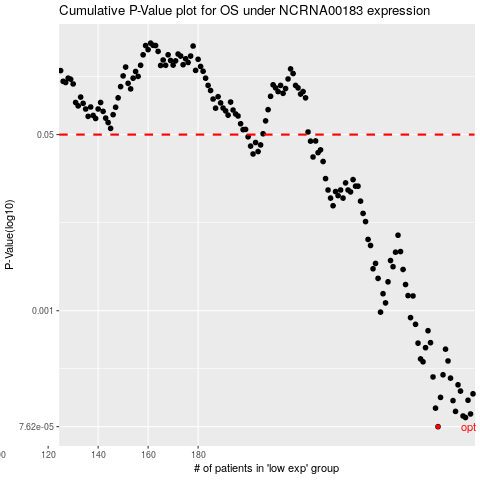 Cumulative P-Value plot for OS under NCRNA00183 expression
P-Value(log10)
0.05
0.001
7.62e-05
opt
00 120 140 160 180
# of patients in 'low exp' group